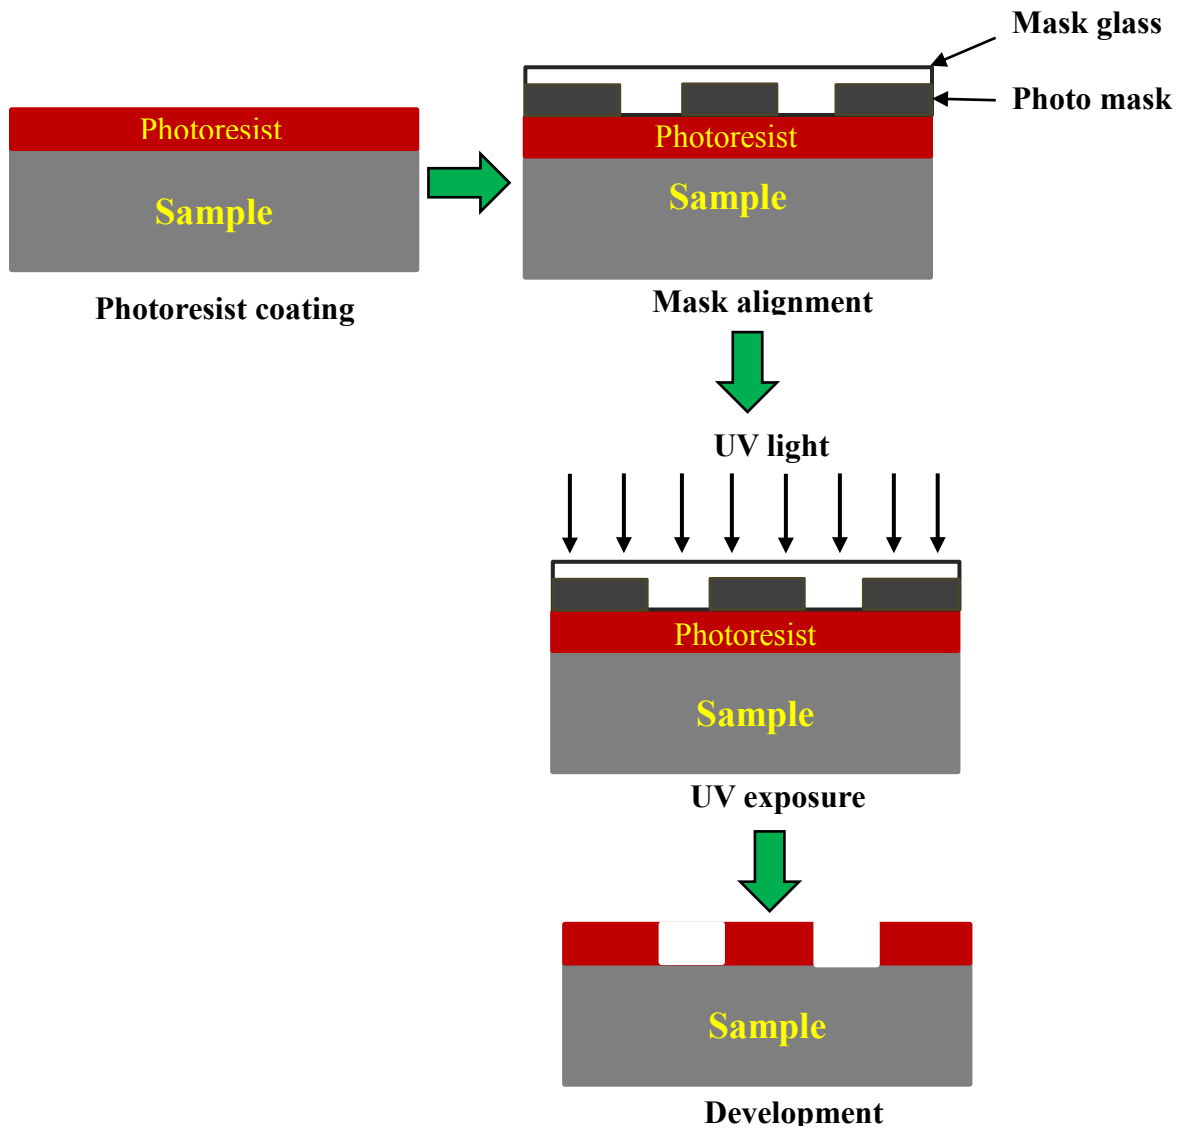 Mask glass
Photo mask
Photoresist
Sample
Photoresist coating
Photoresist
Sample
Mask alignment
UV light
Photoresist
Sample
UV exposure
Sample
Development